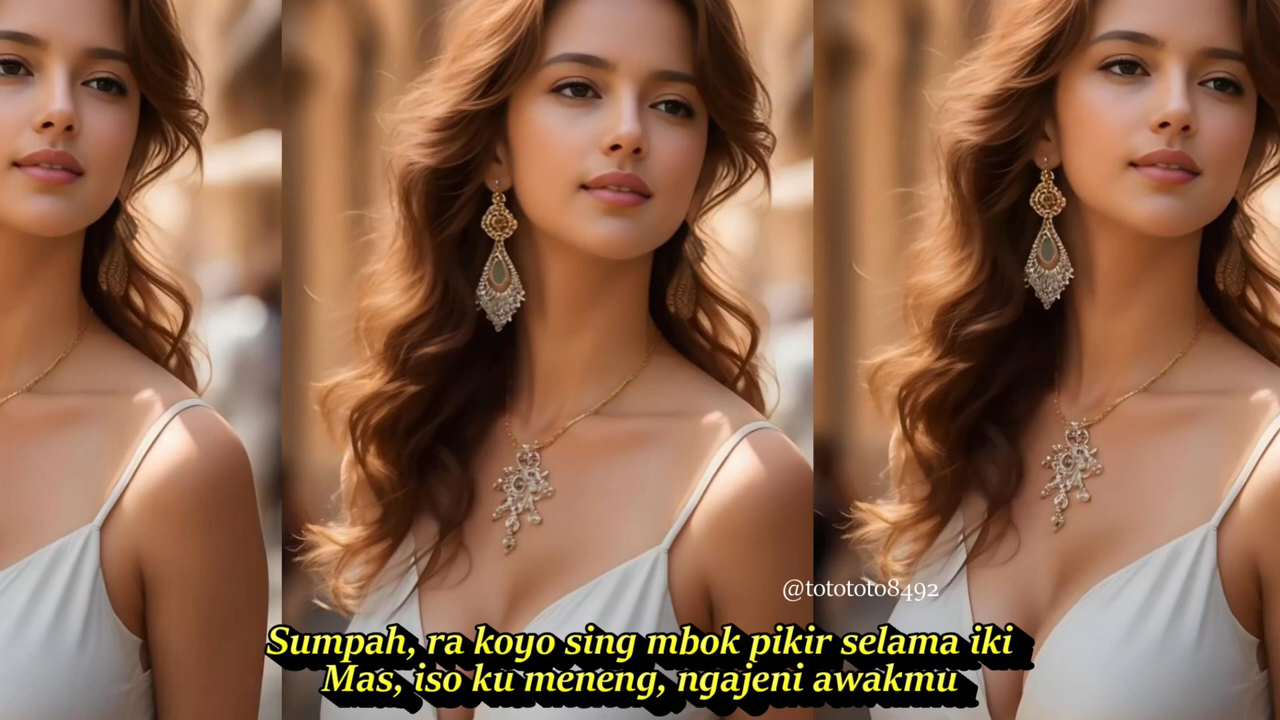 @totototo8492
Sumpah, ra koyo sing mbok pikir selama iki
Mas, iso ku meneng, ngajeni awakmu